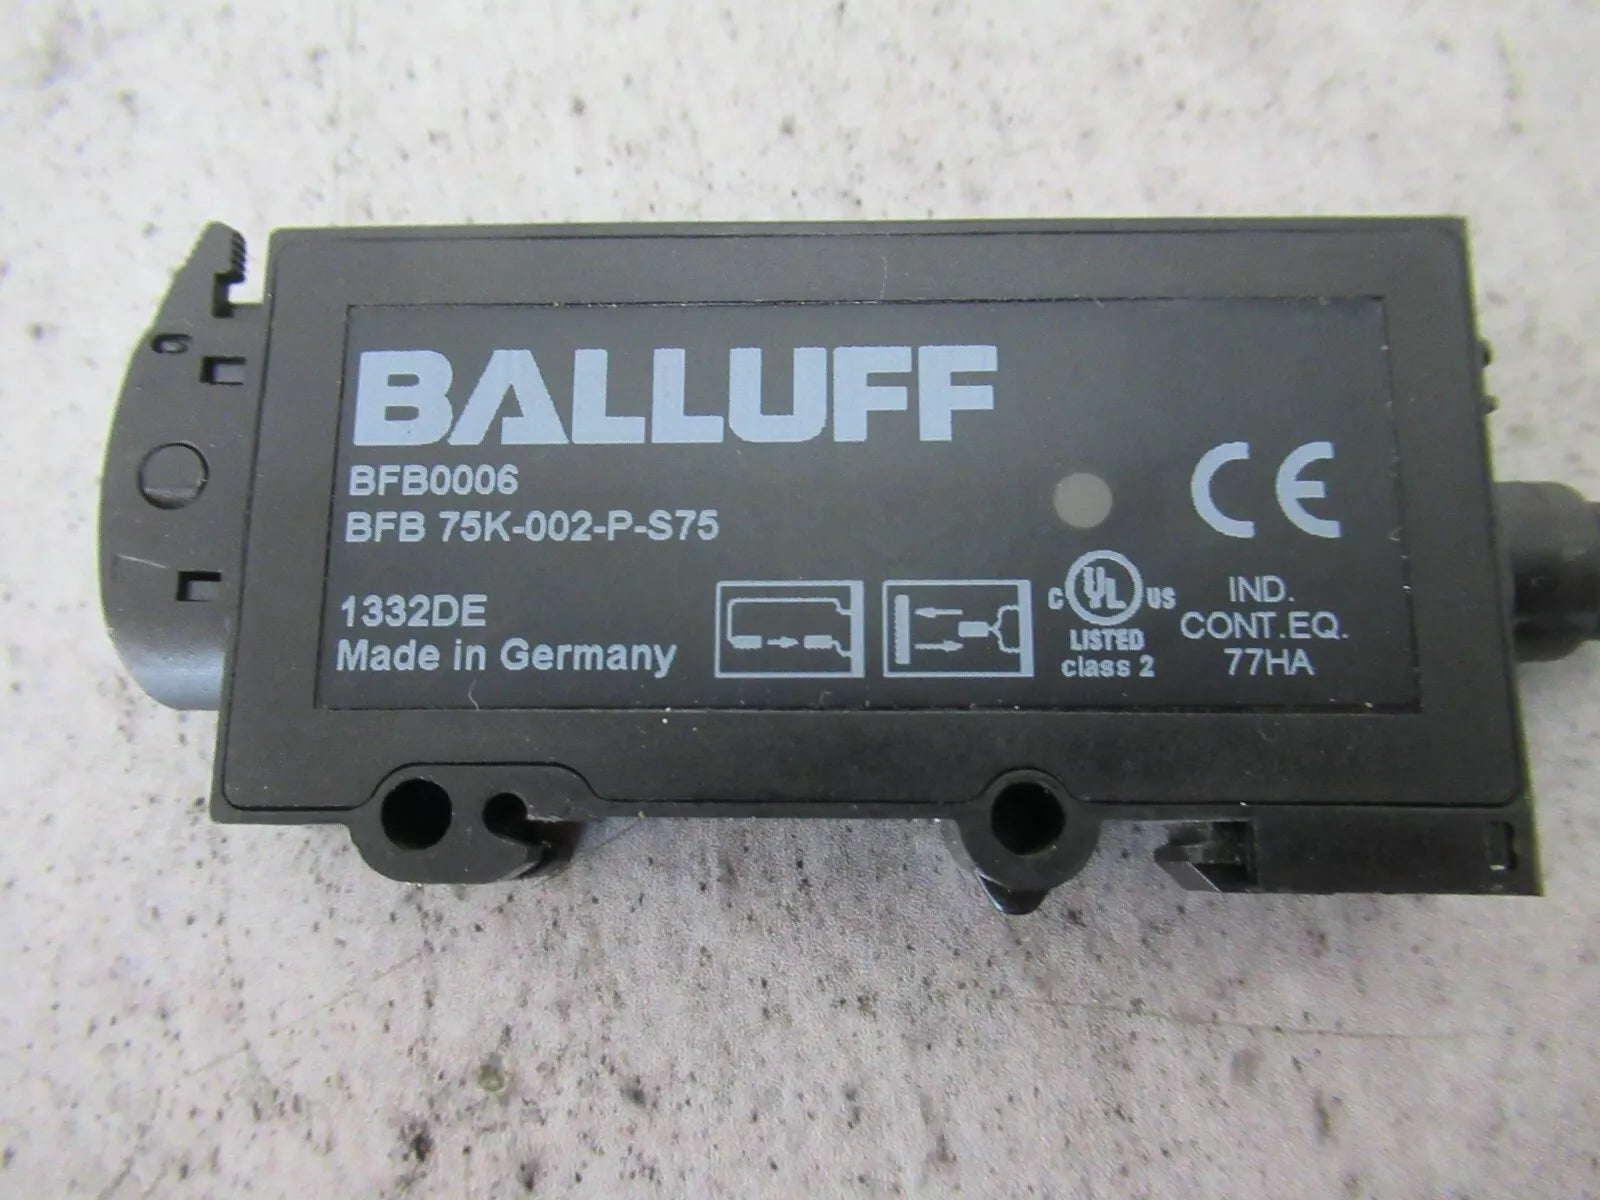 BALLUFF
BFB0006
BFB 75K-002-P-S75
CE
1332DE
Made in Germany
C UL US
LISTED
class 2
IND.
CONT.EQ.
77HA